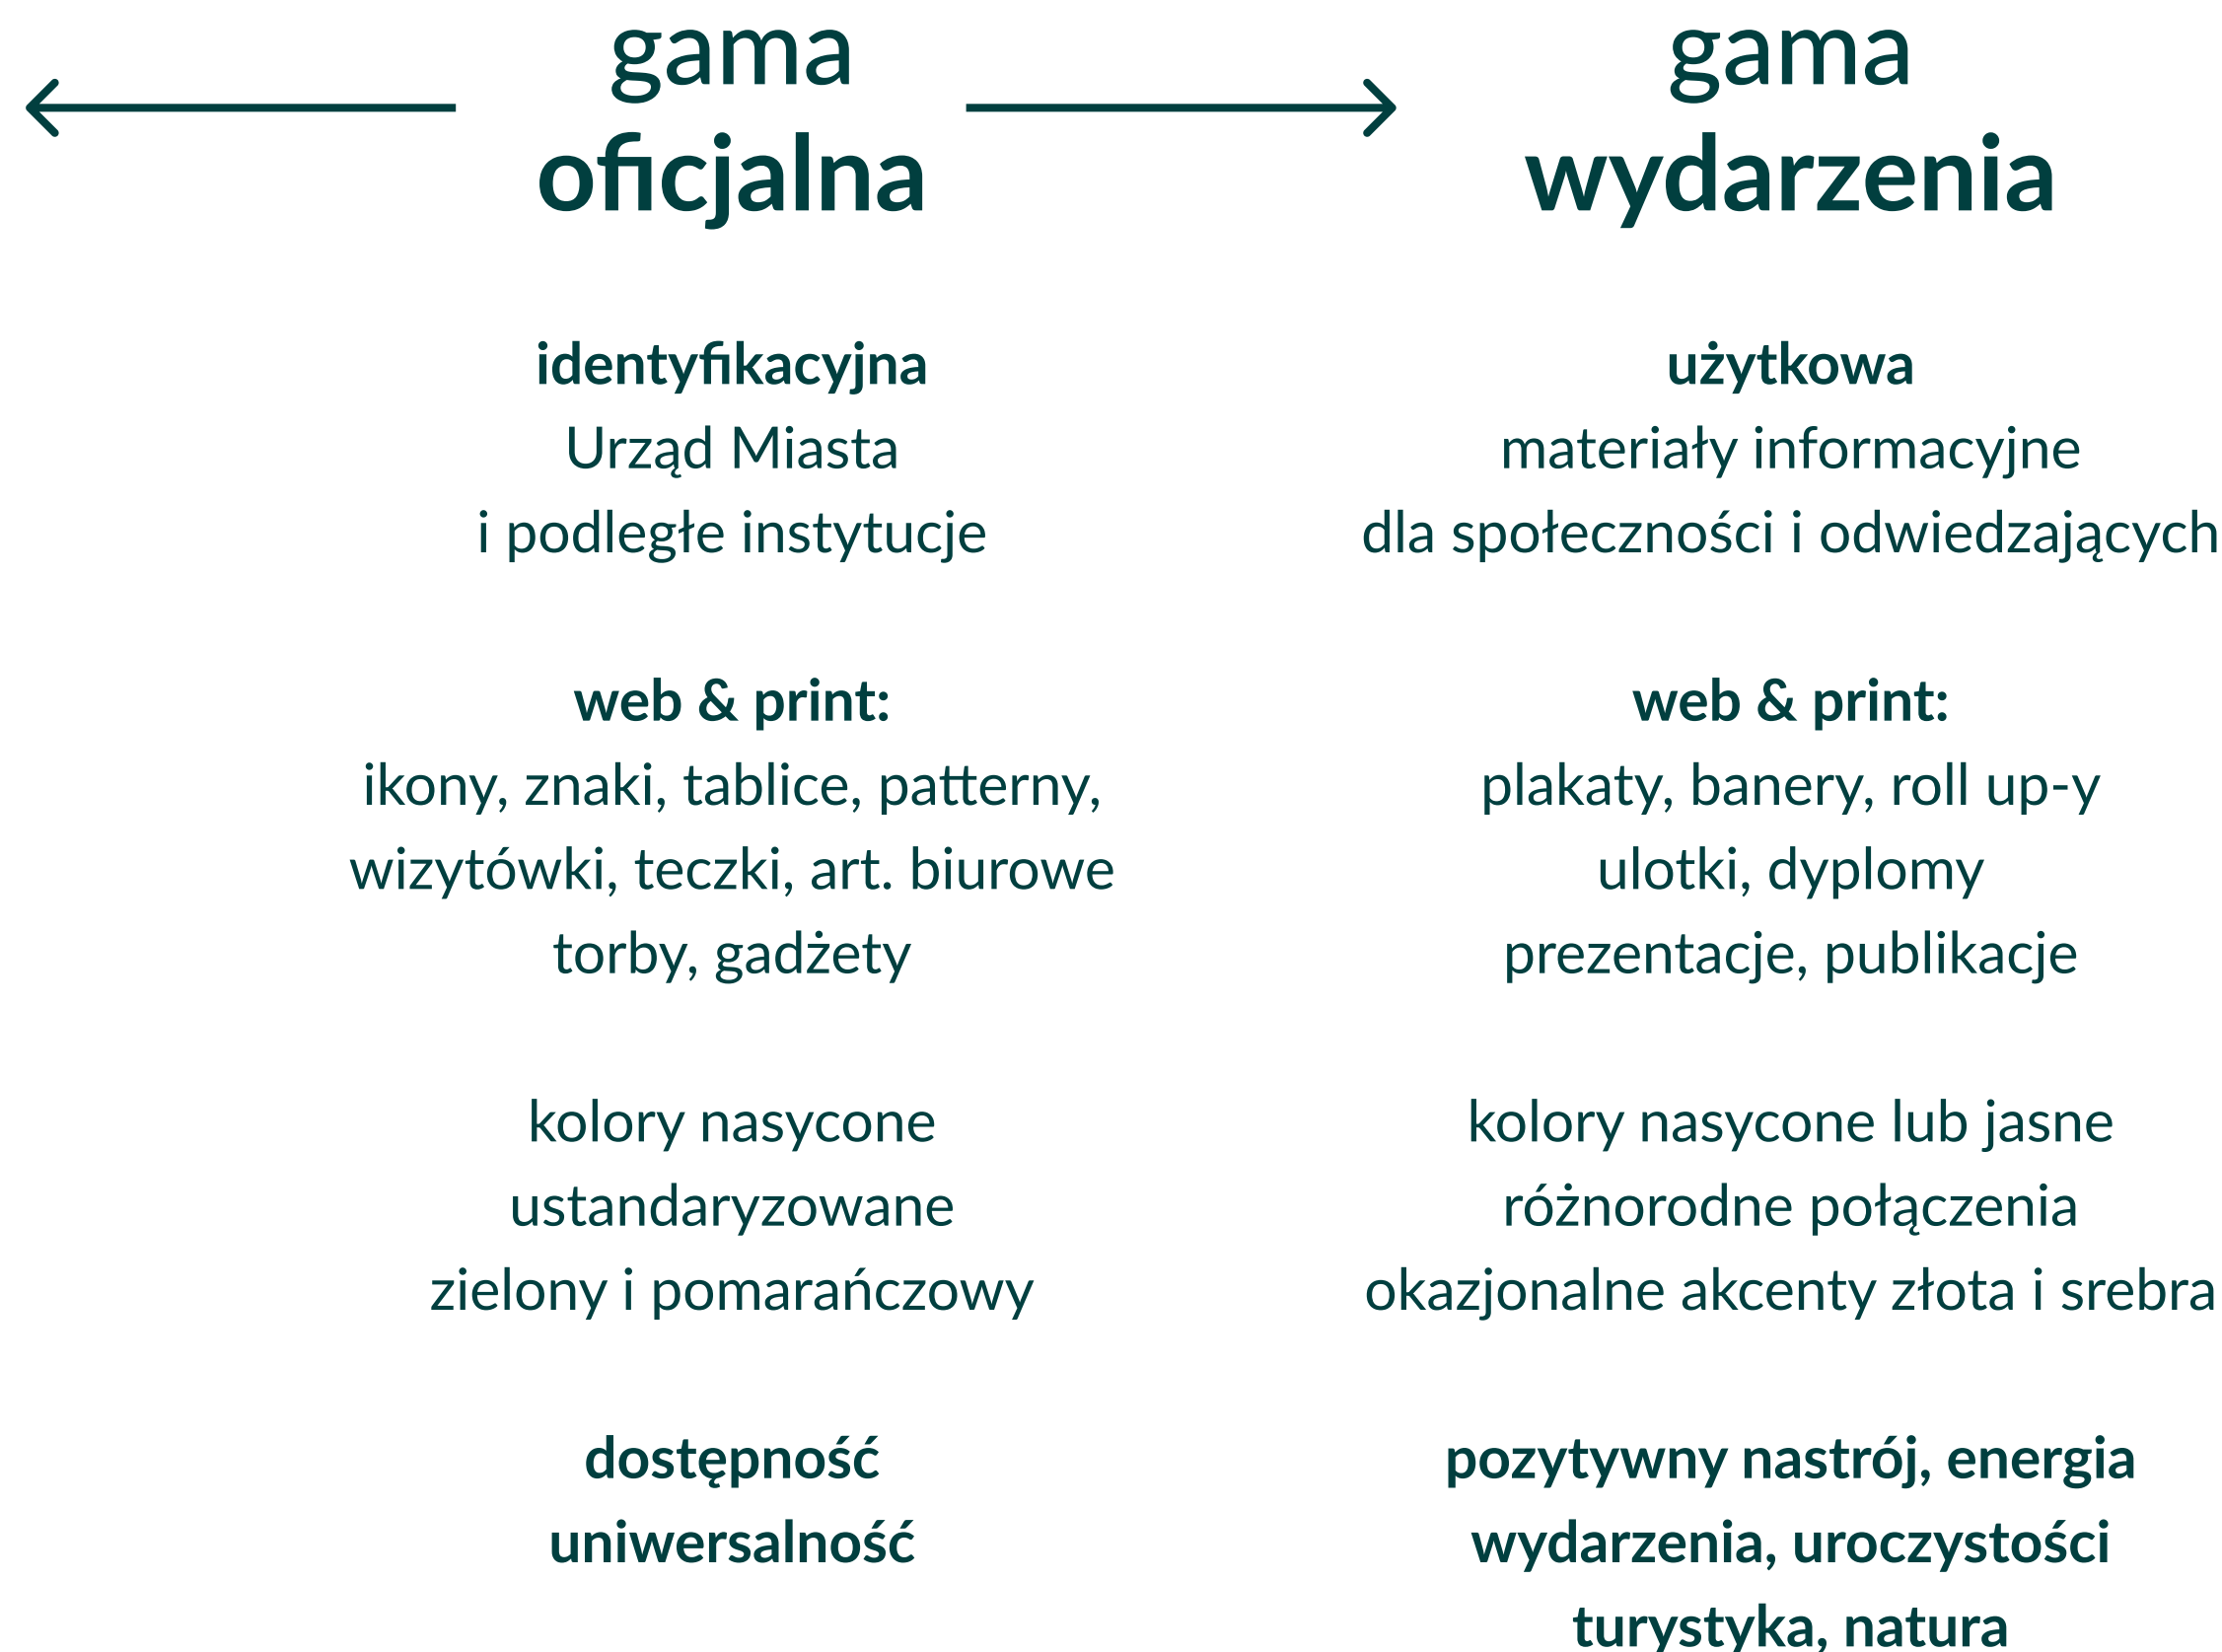 gama
oficjalna
identyfikacyjna
Urząd Miasta
i podległe instytucje
web & print:
ikony, znaki, tablice, patterny,
wizytówki, teczki, art. biurowe
torby, gadżety
kolory nasycone
ustandaryzowane
zielony i pomarańczowy
dostępność
uniwersalność
gama
wydarzenia
użytkowa
materiały informacyjne
dla społeczności i odwiedzających
web & print:
plakaty, banery, roll up-y
ulotki, dyplomy
prezentacje, publikacje
kolory nasycone lub jasne
różnorodne połączenia
okazjonalne akcenty złota i srebra
pozytywny nastrój, energia
wydarzenia, uroczystości
turystyka, natura